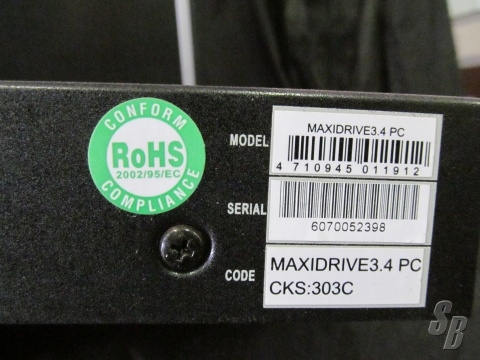 CONFORM
RoHS
2002/95/EC
COMPLIANCE
MODEL
MAXIDRIVE3.4 PC
4 710945 011912
SERIAL
6070052398
CODE
MAXIDRIVE3.4 PC
CKS:303C
SB